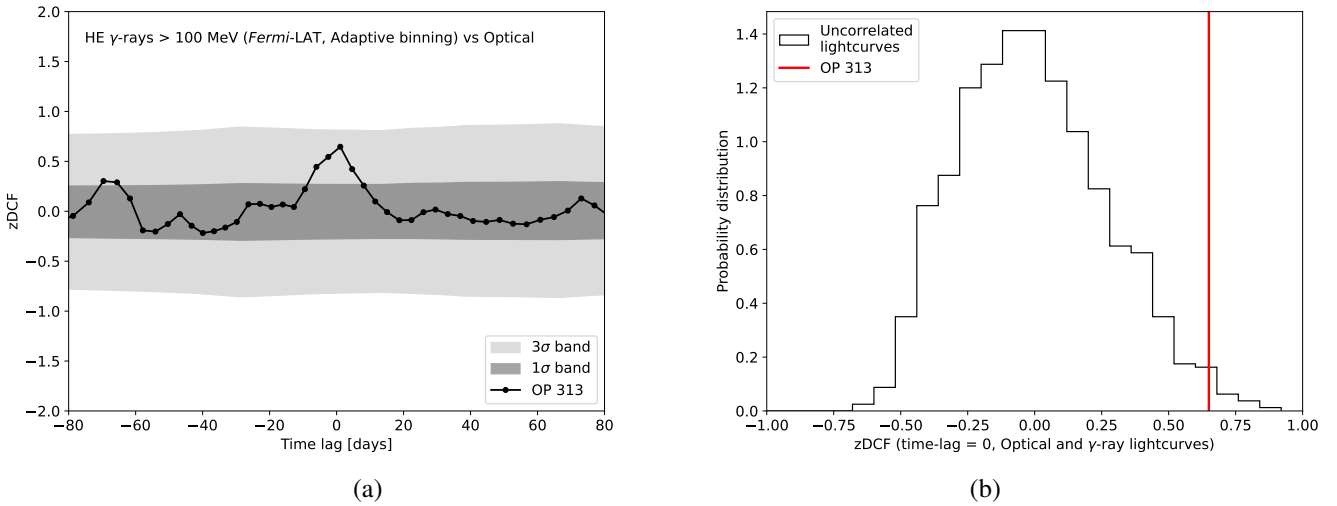 HE γ-rays > 100 MeV (Fermi-LAT, Adaptive binning) vs Optical
2.0
1.5
1.0
0.5
0.0
−0.5
−1.0
−1.5
−2.0
zDCF
3σ band
1σ band
OP 313
−80
−60
−40
−20
0
20
40
60
80
Time lag [days]
(a)
Uncorrelated
lightcurves
OP 313
1.4
1.2
1.0
0.8
0.6
0.4
0.2
0.0
Probability distribution
−1.00
−0.75
−0.50
−0.25
0.00
0.25
0.50
0.75
1.00
zDCF (time-lag = 0, Optical and γ-ray lightcurves)
(b)